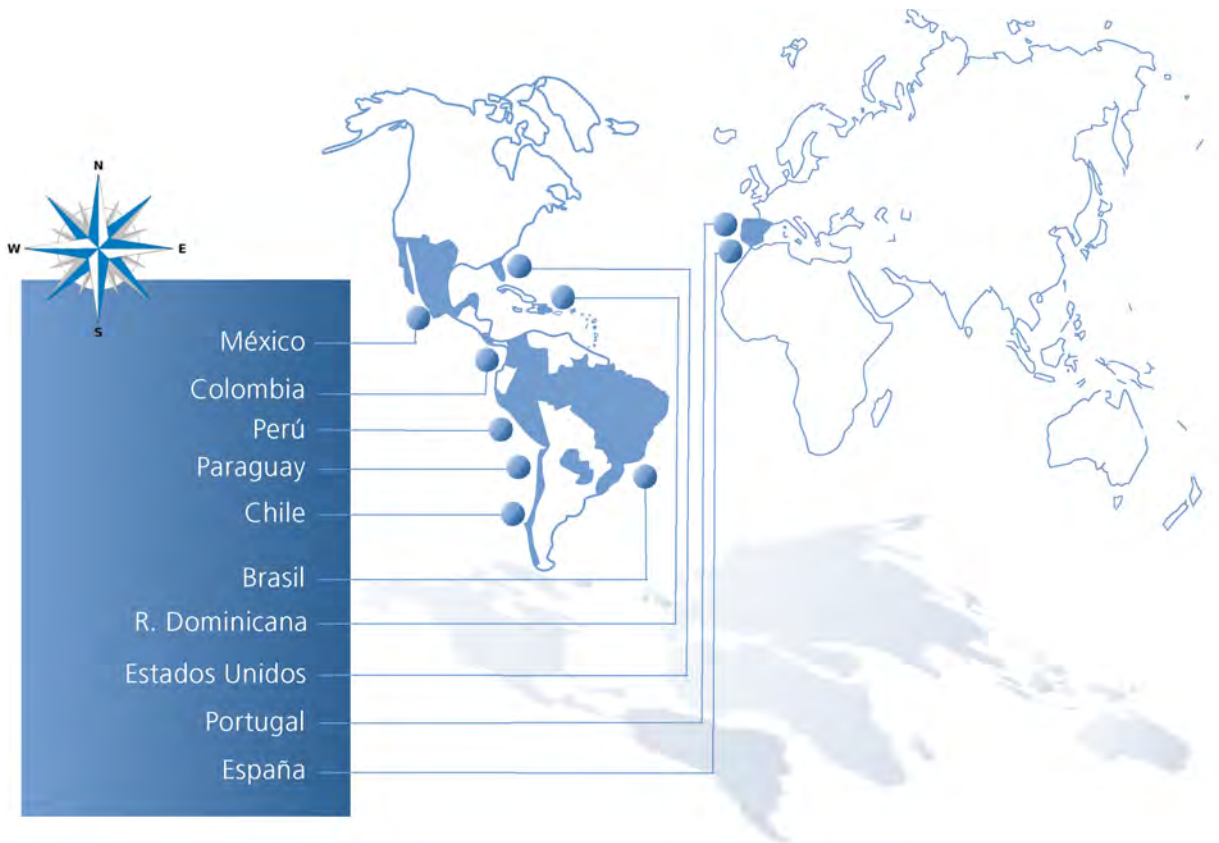 N
W
E
S
México
Colombia
Perú
Paraguay
Chile
Brasil
R. Dominicana
Estados Unidos
Portugal
España